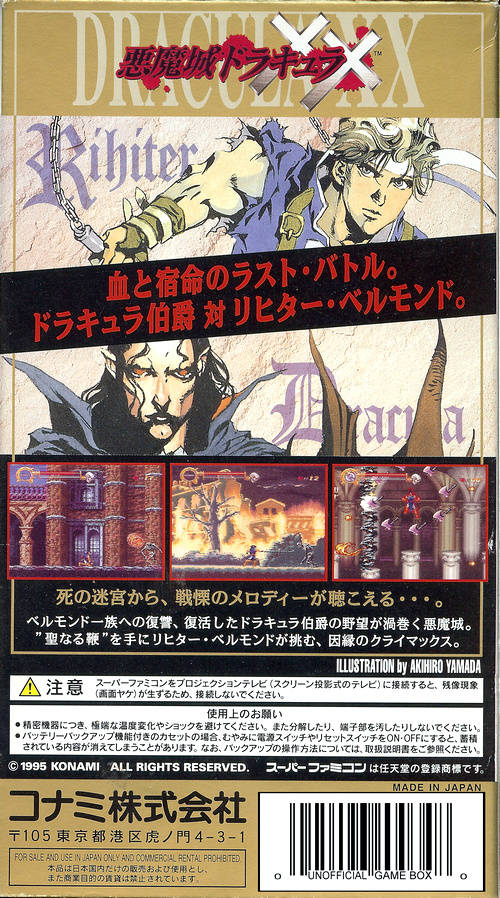 DRACULA XX
悪魔城ドラキュラXX™
Rihiter
血と宿命のラスト・バトル。
ドラキュラ伯爵 対 リヒター・ベルモンド。
Dracula
死の迷宮から、戦慄のメロディーが聴こえる・・・。
ベルモンド一族への復讐、復活したドラキュラ伯爵の野望が渦巻く悪魔城。
"聖なる鞭"を手にリヒター・ベルモンドが挑む、因縁のクライマックス。
ILLUSTRATION by AKIHIRO YAMADA
注意 スーパーファミコンをプロジェクションテレビ(スクリーン投影式のテレビ)に接続すると、残像現象
(画面ヤケ)が生ずるため、接続しないでください。
使用上のお願い
●精密機器につき、極端な温度変化やショックを避けてください。また分解したり、端子部を汚したりしないでください。
●バッテリーバックアップ機能付きのカセットの場合、むやみに電源スイッチやリセットスイッチをON・OFFにすると、蓄積
されている内容が消えてしまうことがあります。なお、バックアップの操作方法については、取扱説明書をご参照ください。
©1995 KONAMI ALL RIGHTS RESERVED. スーパーファミコンは任天堂の登録商標です。
MADE IN JAPAN
コナミ株式会社
〒105 東京都港区虎ノ門4-3-1
FOR SALE AND USE IN JAPAN ONLY AND COMMERCIAL RENTAL PROHIBITED.
本品は日本国内だけの販売および使用とし、
また商業目的の賃貸は禁止されています。
0 UNOFFICIAL GAME BOX 0